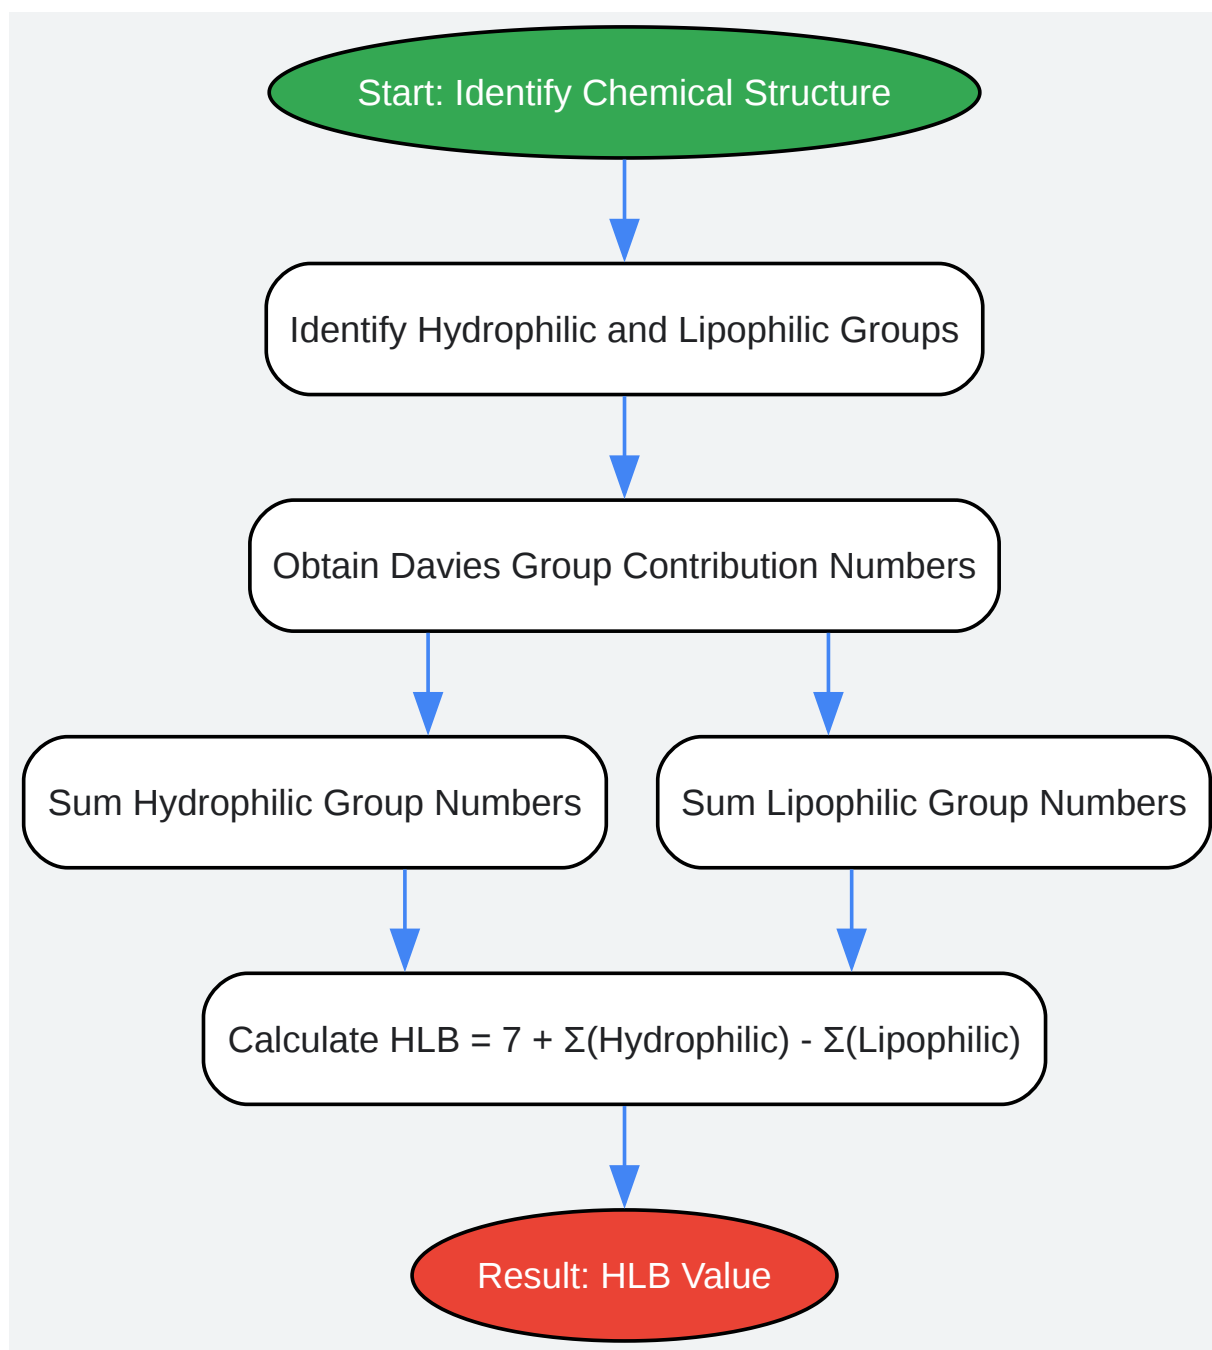 Start: Identify Chemical Structure
Identify Hydrophilic and Lipophilic Groups
Obtain Davies Group Contribution Numbers
Sum Hydrophilic Group Numbers
Sum Lipophilic Group Numbers
Calculate HLB = 7 + Σ(Hydrophilic) - Σ(Lipophilic)
Result: HLB Value